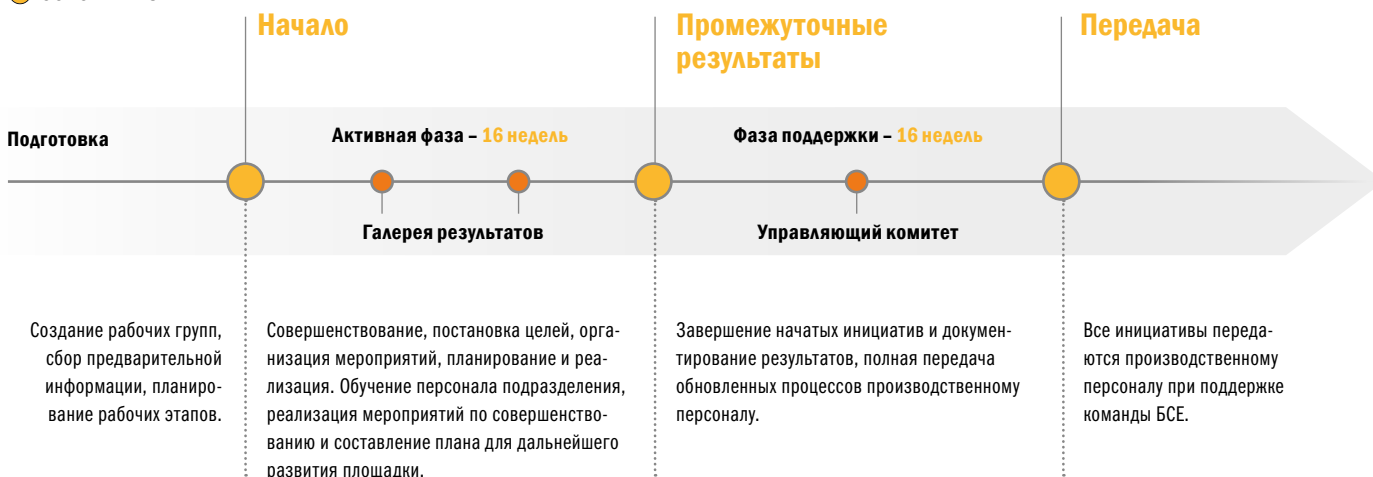 Начало
Промежуточные
результаты
Передача
Подготовка
Активная фаза – 16 недель
Фаза поддержки – 16 недель
Галерея результатов
Управляющий комитет
Создание рабочих групп,
сбор предварительной
информации, планиро-
вание рабочих этапов.
Совершенствование, постановка целей, орга-
низация мероприятий, планирование и реа-
лизация. Обучение персонала подразделения,
реализация мероприятий по совершенство-
ванию и составление плана для дальнейшего
развития площадки.
Завершение начатых инициатив и докумен-
тирование результатов, полная передача
обновленных процессов производственному
персоналу.
Все инициативы переда-
ются производственному
персоналу при поддержке
команды БСЕ.